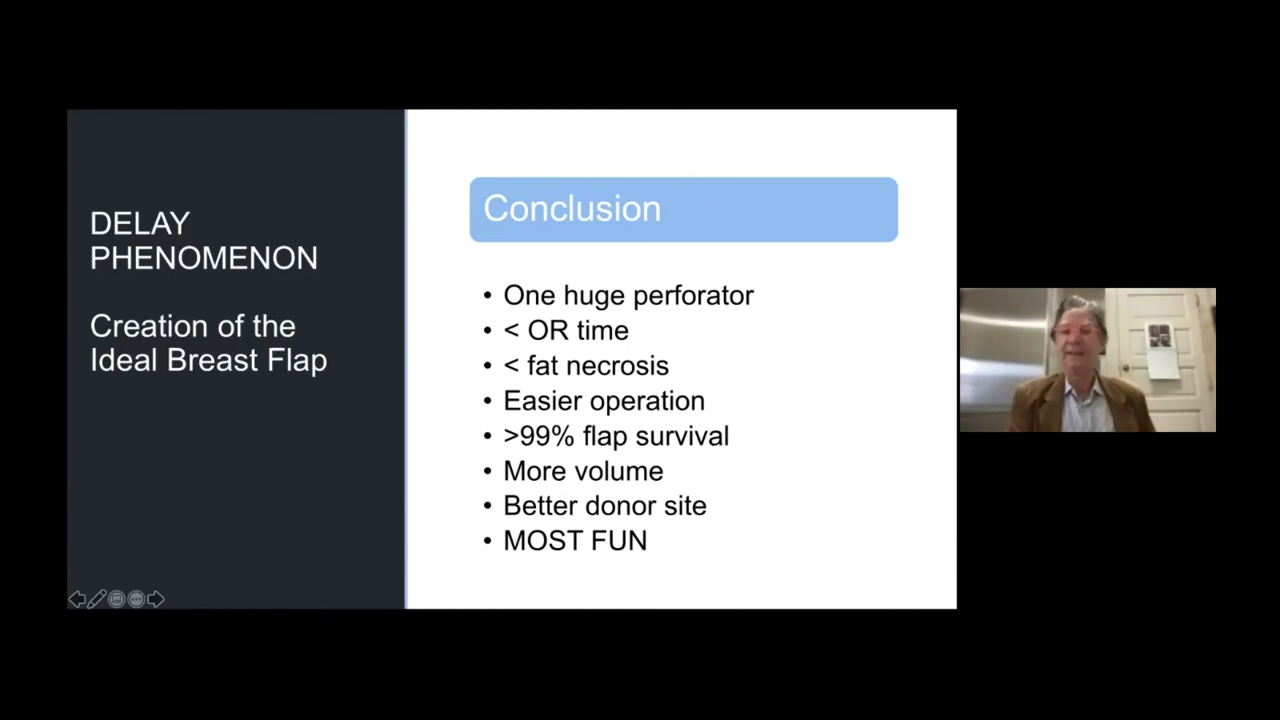 DELAY
PHENOMENON
Creation of the
Ideal Breast Flap
Conclusion
• One huge perforator
• < OR time
• < fat necrosis
• Easier operation
• >99% flap survival
• More volume
• Better donor site
• MOST FUN